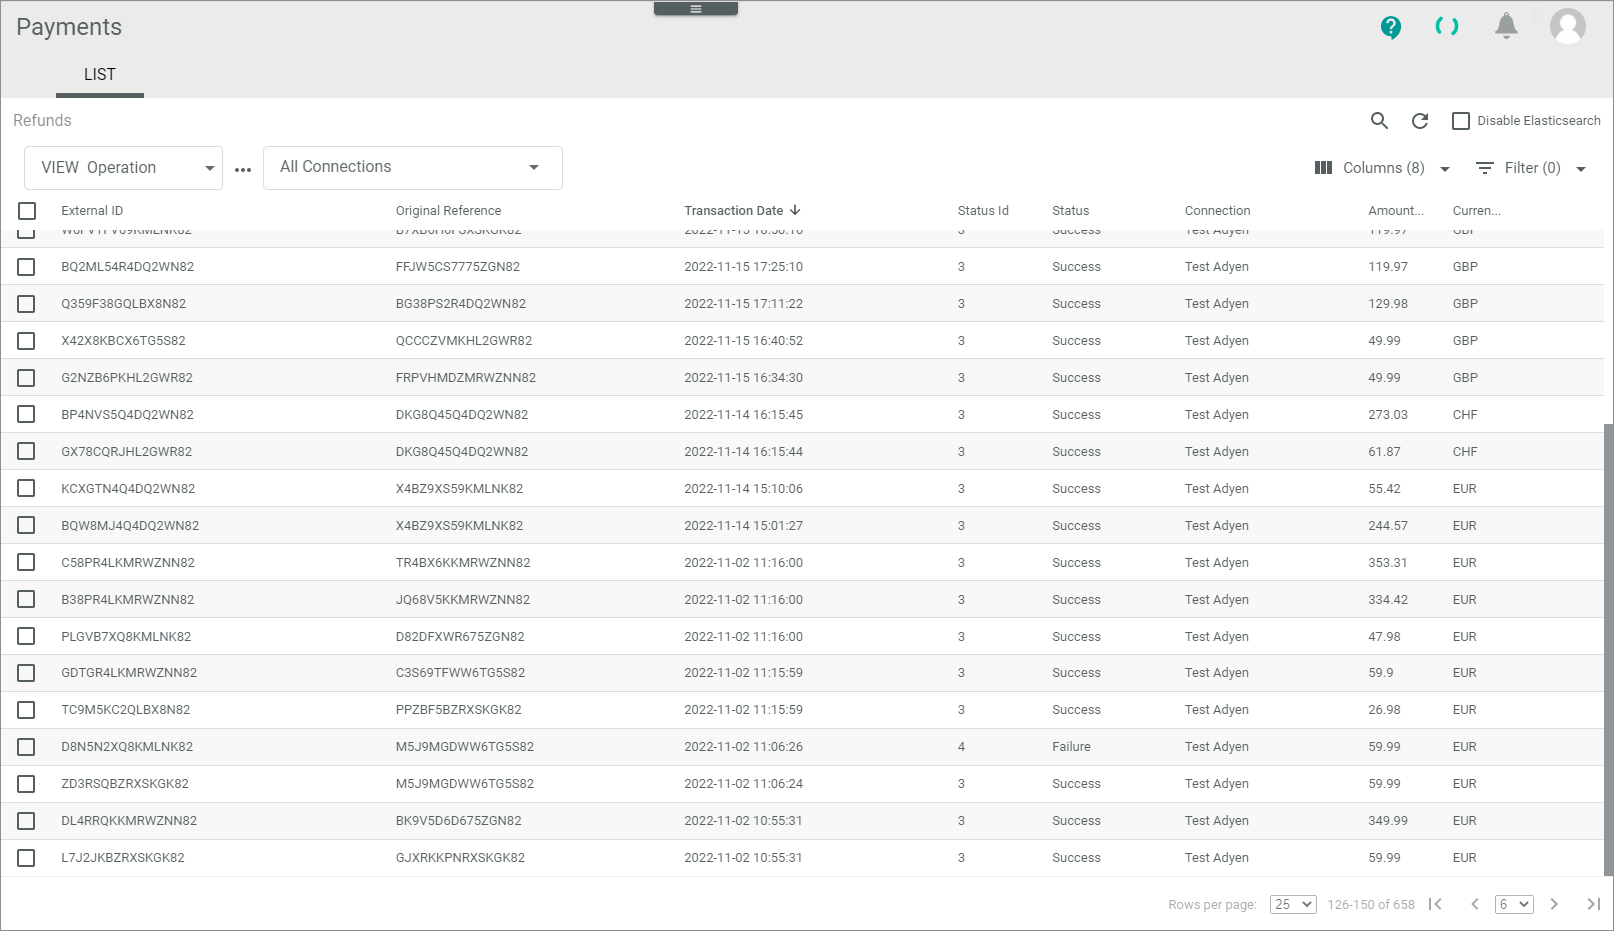 Payments
LIST
Refunds
Disable Elasticsearch
VIEW Operation
All Connections
Columns (8)
Filter (0)
External ID Original Reference Transaction Date Status Id Status Connection Amount... Curren...
3 Success Test Adyen 119.97 GBP
BQ2ML54R4DQ2WN82 FFJW5CS7775ZGN82 2022-11-15 17:25:10 3 Success Test Adyen 119.97 GBP
Q359F38GQLBX8N82 BG38PS2R4DQ2WN82 2022-11-15 17:11:22 3 Success Test Adyen 129.98 GBP
X42X8KBCX6TG5S82 QCCCZVMKHL2GWR82 2022-11-15 16:40:52 3 Success Test Adyen 49.99 GBP
G2NZB6PKHL2GWR82 FRPVHMDZMRWZNN82 2022-11-15 16:34:30 3 Success Test Adyen 49.99 GBP
BP4NVS5Q4DQ2WN82 DKG8Q45Q4DQ2WN82 2022-11-14 16:15:45 3 Success Test Adyen 273.03 CHF
GX78CQRJHL2GWR82 DKG8Q45Q4DQ2WN82 2022-11-14 16:15:44 3 Success Test Adyen 61.87 CHF
KCXGTN4Q4DQ2WN82 X4BZ9XS59KMLNK82 2022-11-14 15:10:06 3 Success Test Adyen 55.42 EUR
BQW8MJ4Q4DQ2WN82 X4BZ9XS59KMLNK82 2022-11-14 15:01:27 3 Success Test Adyen 244.57 EUR
C58PR4LKMRWZNN82 TR4BX6KKMRWZNN82 2022-11-02 11:16:00 3 Success Test Adyen 353.31 EUR
B38PR4LKMRWZNN82 JQ68V5KKMRWZNN82 2022-11-02 11:16:00 3 Success Test Adyen 334.42 EUR
PLGVB7XQ8KMLNK82 D82DFXWR675ZGN82 2022-11-02 11:16:00 3 Success Test Adyen 47.98 EUR
GDTGR4LKMRWZNN82 C3S69TFWW6TG5S82 2022-11-02 11:15:59 3 Success Test Adyen 59.9 EUR
TC9M5KC2QLBX8N82 PPZBF5BZRXSKGK82 2022-11-02 11:15:59 3 Success Test Adyen 26.98 EUR
D8N5N2XQ8KMLNK82 M5J9MGDWW6TG5S82 2022-11-02 11:06:26 4 Failure Test Adyen 59.99 EUR
ZD3RSQBZRXSKGK82 M5J9MGDWW6TG5S82 2022-11-02 11:06:24 3 Success Test Adyen 59.99 EUR
DL4RRQKKMRWZNN82 BK9V5D6D675ZGN82 2022-11-02 10:55:31 3 Success Test Adyen 349.99 EUR
L7J2JKBZRXSKGK82 GJXRKKPNRXSKGK82 2022-11-02 10:55:31 3 Success Test Adyen 59.99 EUR
Rows per page: 25 126-150 of 658 6